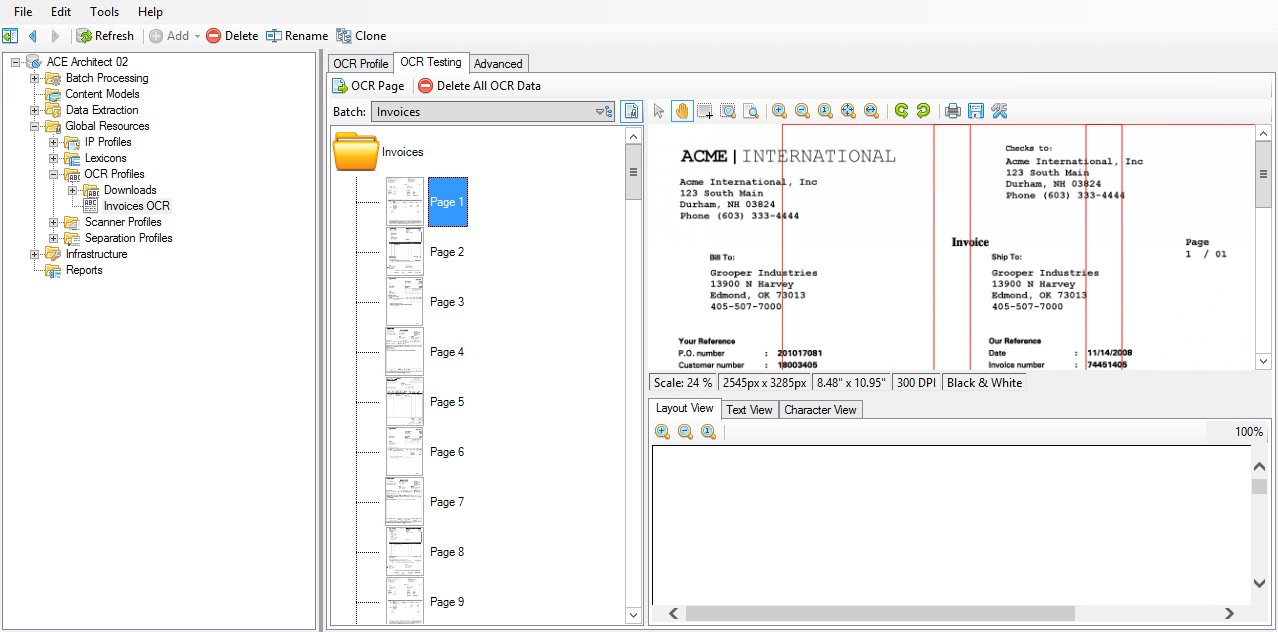 File Edit Tools Help
Refresh Add Delete Rename Clone
ACE Architect 02
Batch Processing
Content Models
Data Extraction
Global Resources
IP Profiles
Lexicons
OCR Profiles
Downloads
Invoices OCR
Scanner Profiles
Separation Profiles
Infrastructure
Reports
OCR Profile OCR Testing Advanced
OCR Page Delete All OCR Data
Batch: Invoices
Invoices
Page 1
Page 2
Page 3
Page 4
Page 5
Page 6
Page 7
Page 8
Page 9
ACME | INTERNATIONAL
Acme International, Inc
123 South Main
Durham, NH 03824
Phone (603) 333-4444
Checks to:
Acme International, Inc
123 South Main
Durham, NH 03824
Phone (603) 333-4444
Invoice
Page
1 / 01
Bill To:
Grooper Industries
13900 N Harvey
Edmond, OK 73013
405-507-7000
Ship To:
Grooper Industries
13900 N Harvey
Edmond, OK 73013
405-507-7000
Your Reference
P.O. number : 201017081
Customer number : 18003405
Our Reference
Date : 11/14/2008
Invoice number : 74451405
Scale: 24 % 2545px x 3285px 8.48" x 10.95" 300 DPI Black & White
Layout View Text View Character View
100%